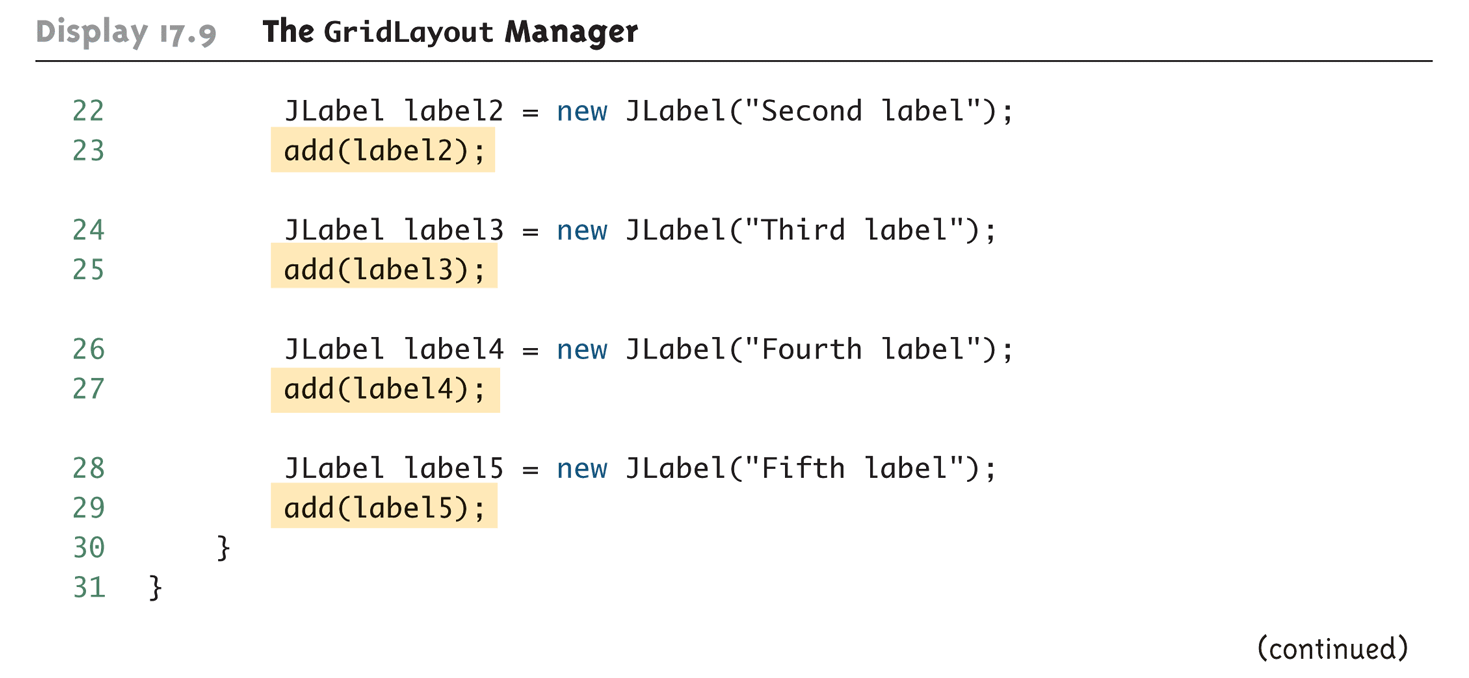 Display 17.9 The GridLayout Manager
22 JLabel label2 = new JLabel("Second label");
23 add(label2);
24 JLabel label3 = new JLabel("Third label");
25 add(label3);
26 JLabel label4 = new JLabel("Fourth label");
27 add(label4);
28 JLabel label5 = new JLabel("Fifth label");
29 add(label5);
30 }
31 }
(continued)